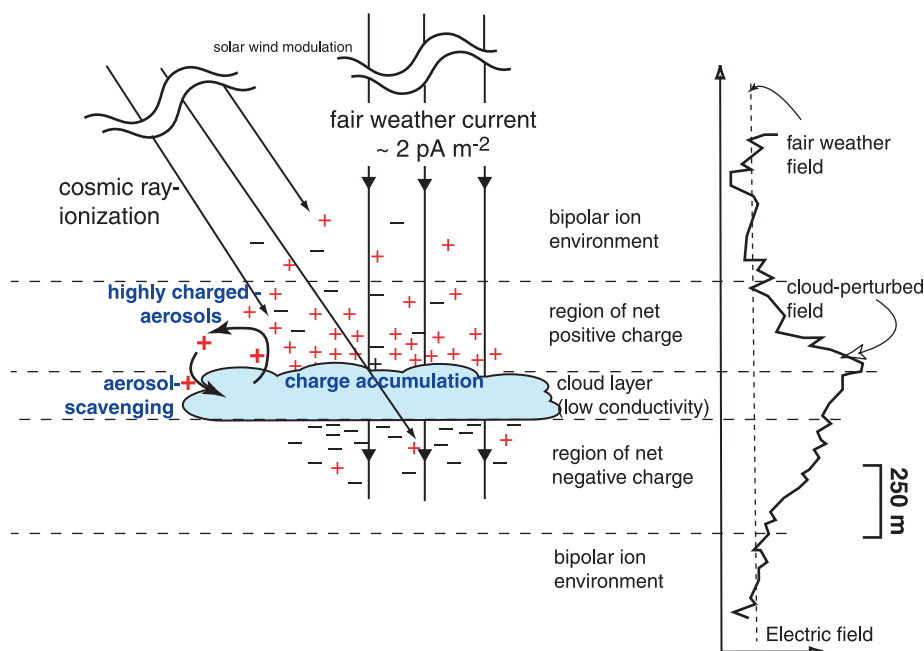 solar wind modulation
fair weather current
~ 2 pA m-2
cosmic ray-
ionization
fair weather
field
bipolar ion
environment
highly charged-
aerosols
cloud-perturbed
field
region of net
positive charge
aerosol-
scavenging
charge accumulation
cloud layer
(low conductivity)
region of net
negative charge
250 m
bipolar ion
environment
Electric field